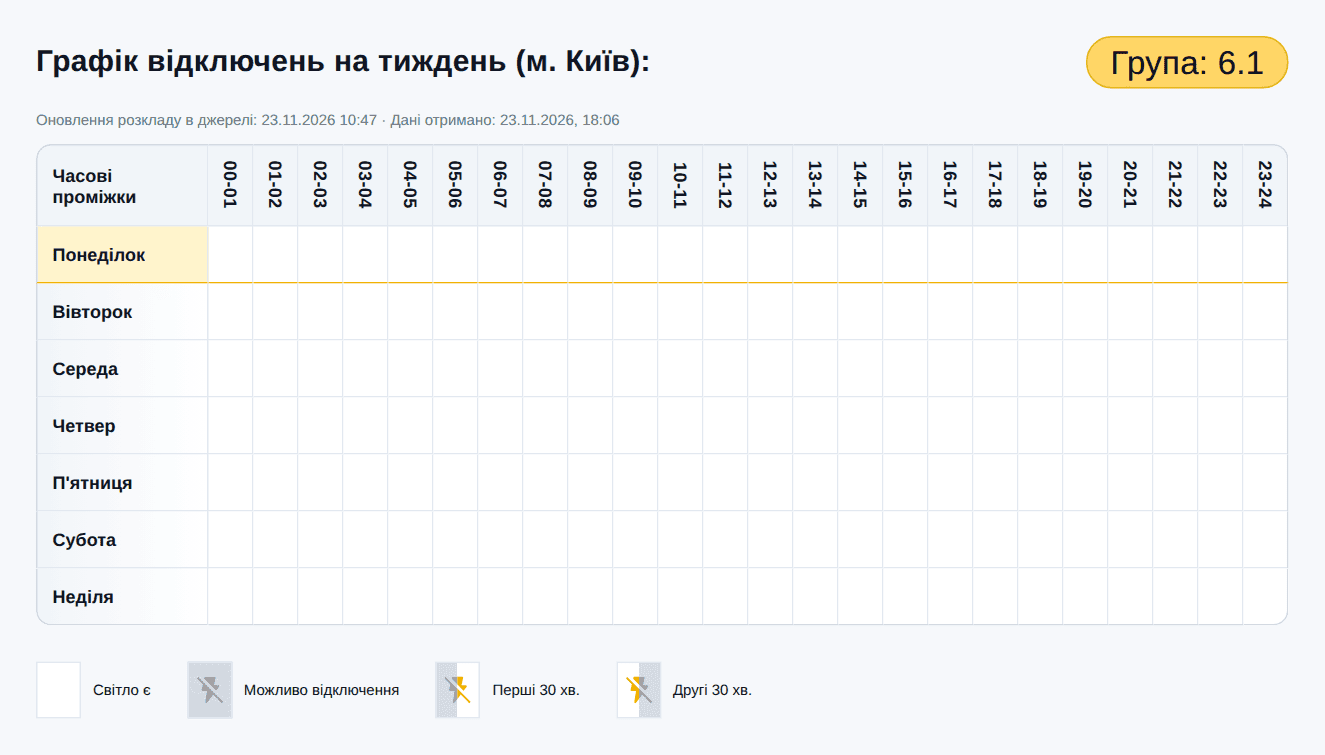 Графік відключень на тиждень (м. Київ):
Група: 6.1
Оновлення розкладу в джерелі: 23.11.2026 10:47 · Дані отримано: 23.11.2026, 18:06
Часові
проміжки
00-01
01-02
02-03
03-04
04-05
05-06
06-07
07-08
08-09
09-10
10-11
11-12
12-13
13-14
14-15
15-16
16-17
17-18
18-19
19-20
20-21
21-22
22-23
23-24
Понеділок
Вівторок
Середа
Четвер
П'ятниця
Субота
Неділя
Світло є
Можливо відключення
Перші 30 хв.
Другі 30 хв.